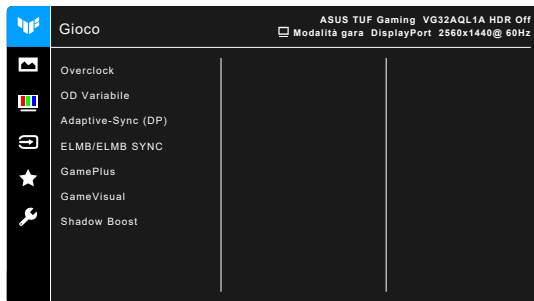 Gioco
ASUS TUF Gaming VG32AQL1A HDR Off
Modalità gara DisplayPort 2560x1440@ 60Hz
Overclock
OD Variabile
Adaptive-Sync (DP)
ELMB/ELMB SYNC
GamePlus
GameVisual
Shadow Boost